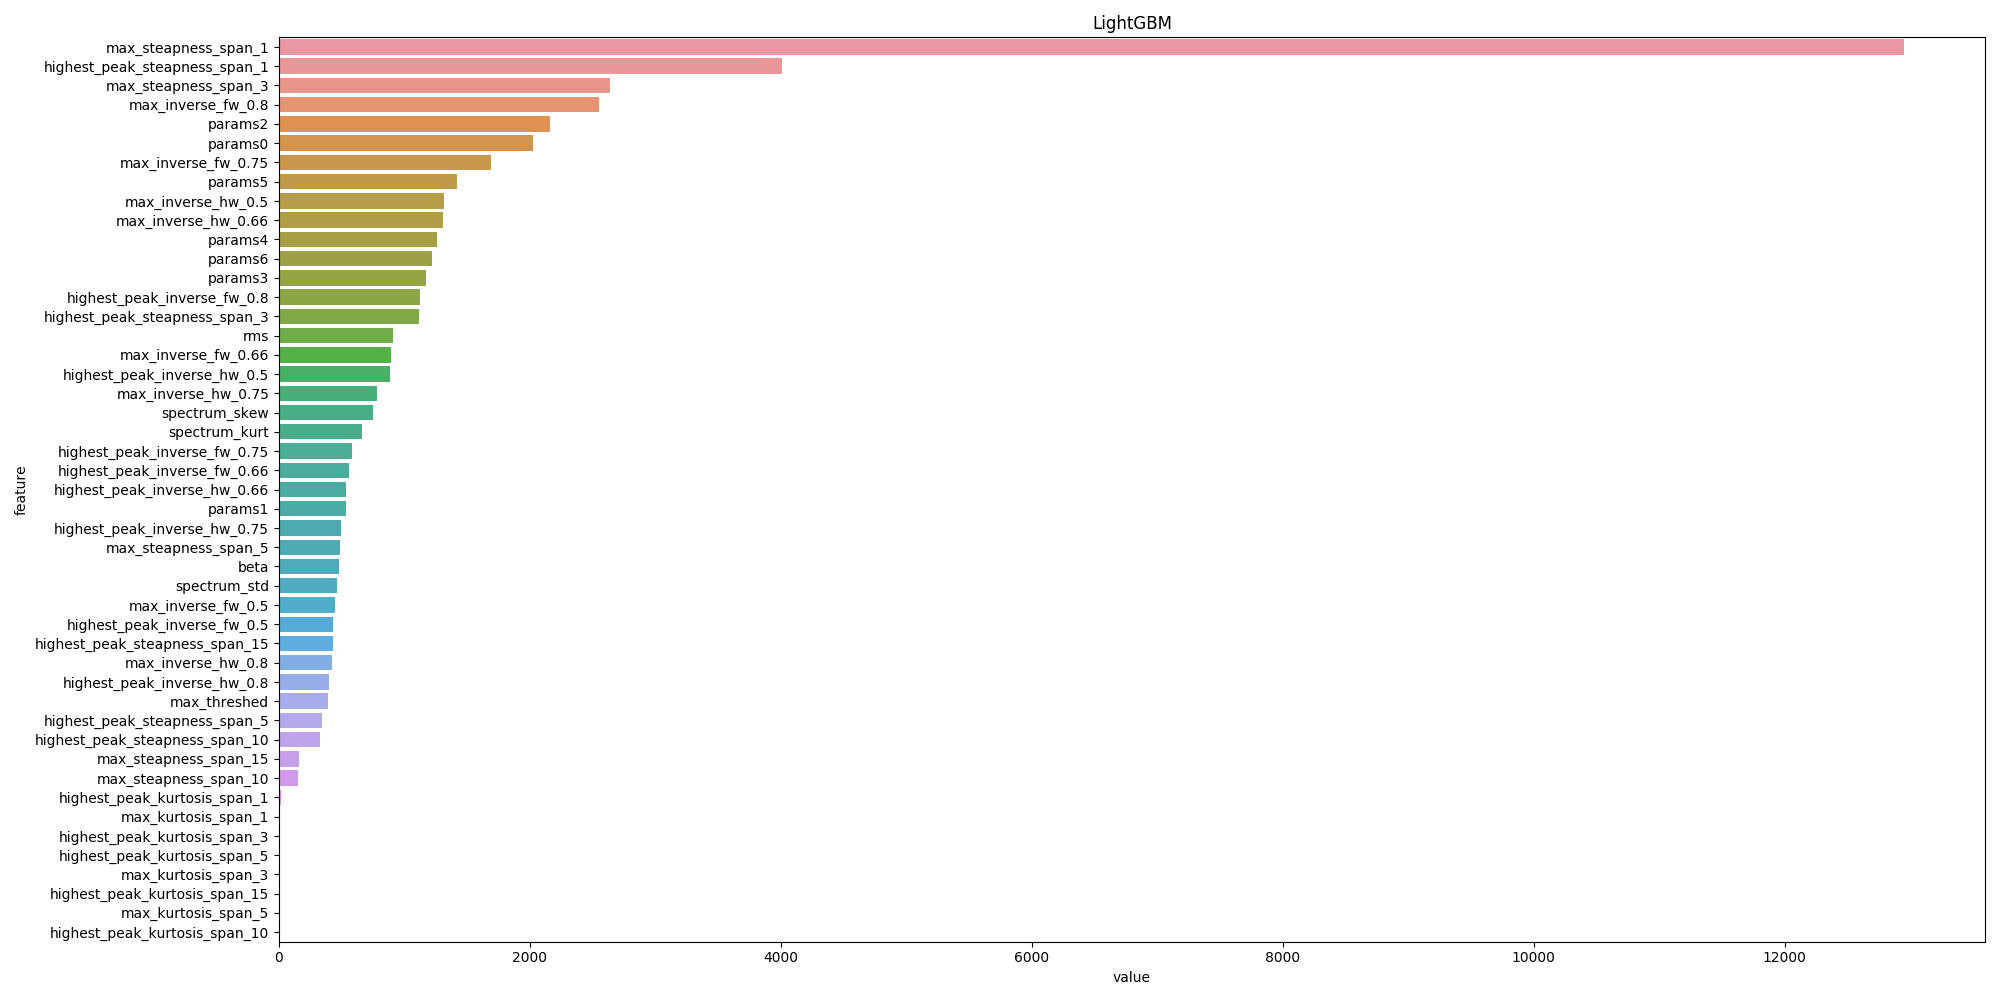 LightGBM
max_steapness_span_1
highest_peak_steapness_span_1
max_steapness_span_3
max_inverse_fw_0.8
params2
params0
max_inverse_fw_0.75
params5
max_inverse_hw_0.5
max_inverse_hw_0.66
params4
params6
params3
highest_peak_inverse_fw_0.8
highest_peak_steapness_span_3
rms
max_inverse_fw_0.66
highest_peak_inverse_hw_0.5
max_inverse_hw_0.75
spectrum_skew
spectrum_kurt
highest_peak_inverse_fw_0.75
highest_peak_inverse_fw_0.66
highest_peak_inverse_hw_0.66
params1
highest_peak_inverse_hw_0.75
max_steapness_span_5
beta
spectrum_std
max_inverse_fw_0.5
highest_peak_inverse_fw_0.5
highest_peak_steapness_span_15
max_inverse_hw_0.8
highest_peak_inverse_hw_0.8
max_threshed
highest_peak_steapness_span_5
highest_peak_steapness_span_10
max_steapness_span_15
max_steapness_span_10
highest_peak_kurtosis_span_1
max_kurtosis_span_1
highest_peak_kurtosis_span_3
highest_peak_kurtosis_span_5
max_kurtosis_span_3
highest_peak_kurtosis_span_15
max_kurtosis_span_5
highest_peak_kurtosis_span_10
feature
0 2000 4000 6000 8000 10000 12000
value